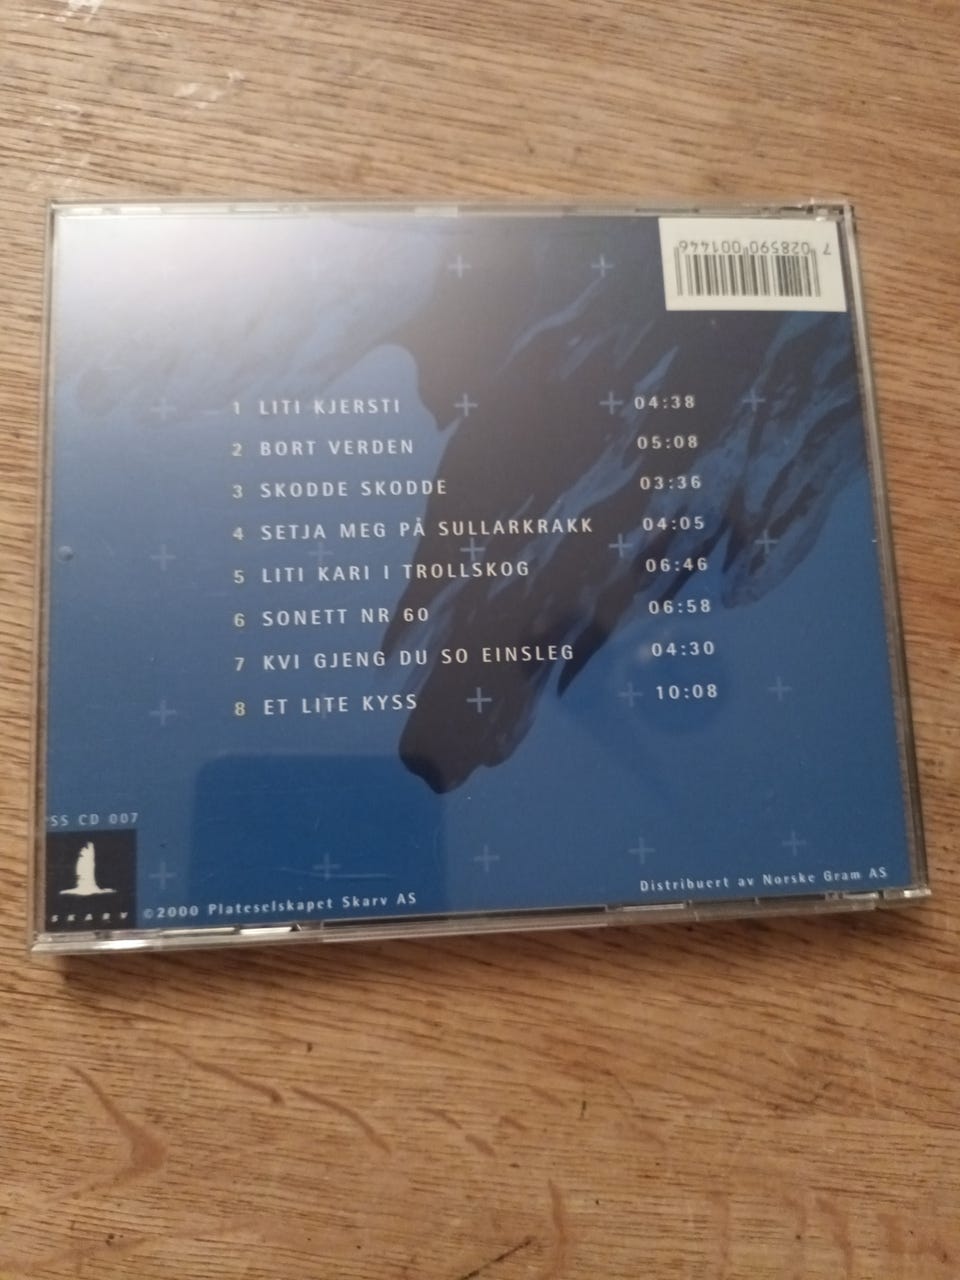 7 028590 001446
1 LITI KJERSTI 04:38
2 BORT VERDEN 05:08
3 SKODDE SKODDE 03:36
4 SETJA MEG PÅ SULLARKRAKK 04:05
5 LITI KARI I TROLLSKOG 06:46
6 SONETT NR 60 06:58
7 KVI GJENG DU SO EINSLEG 04:30
8 ET LITE KYSS 10:08
PSS CD 007
SKARV
©2000 Plateselskapet Skarv AS
Distribuert av Norske Gram AS